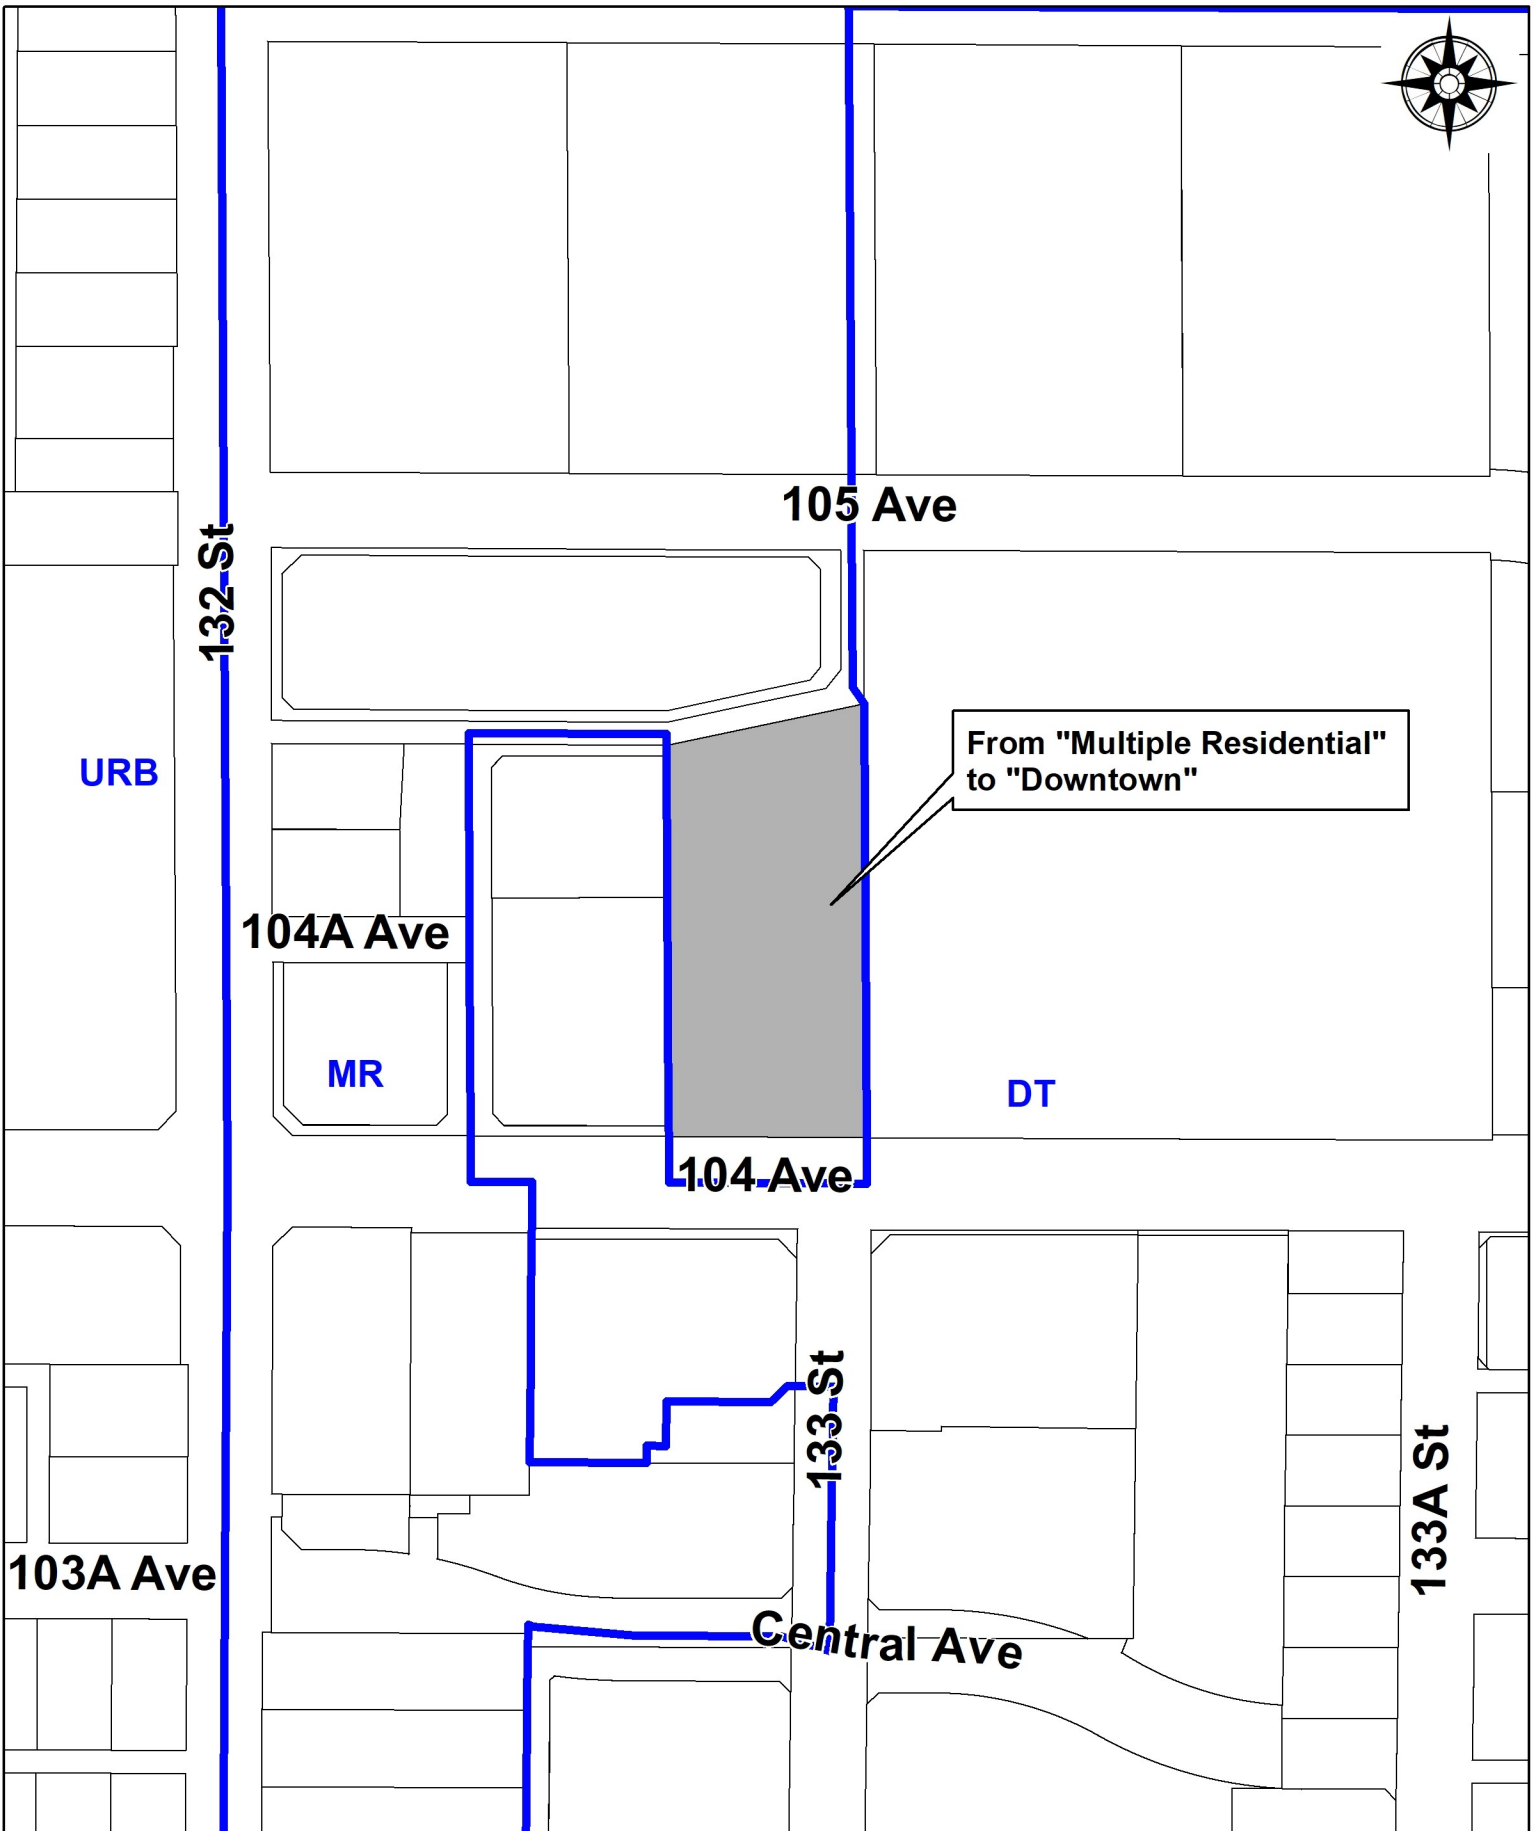 105 Ave
132 St
From "Multiple Residential"
to "Downtown"
URB
104A Ave
MR
DT
104 Ave
133 St
133A St
103A Ave
Central Ave